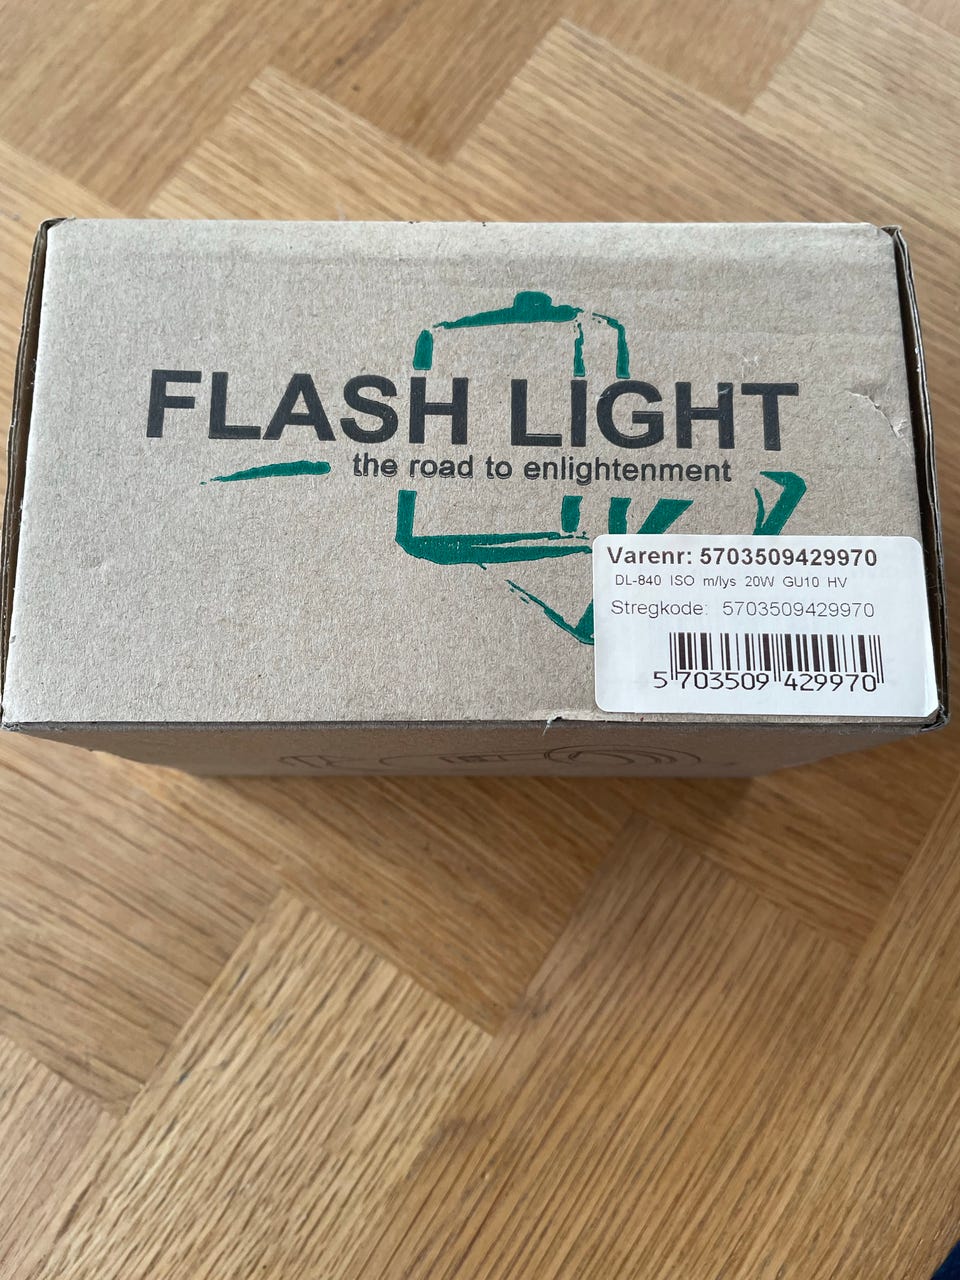 FLASH LIGHT
the road to enlightenment
Varenr: 5703509429970
DL-840 ISO m/lys 20W GU10 HV
Stregkode: 5703509429970
5 703509 429970